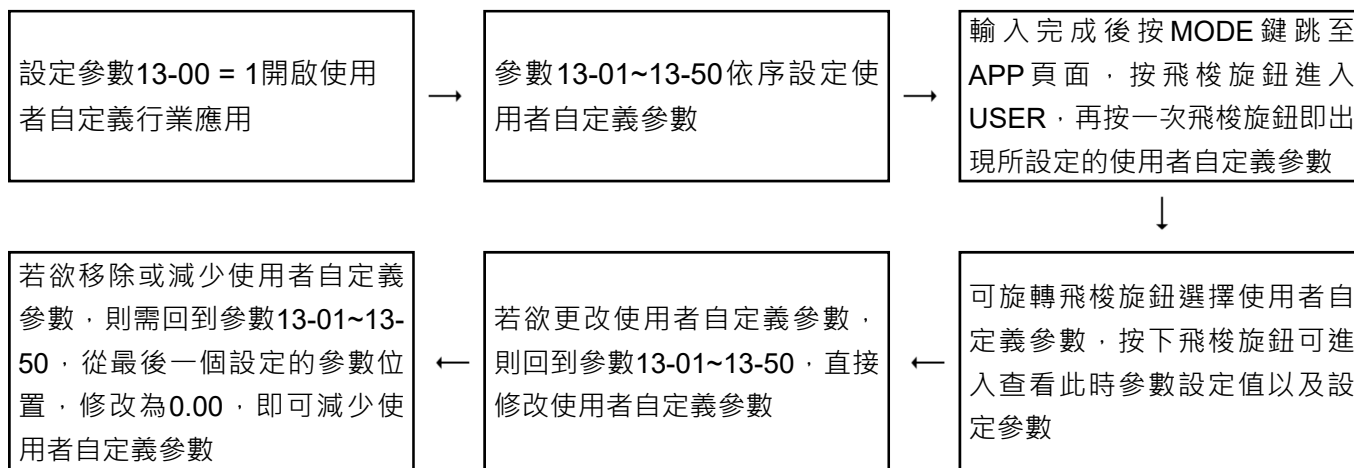 設定參數13-00 = 1開啟使用
者自定義行業應用
參數13-01~13-50依序設定使
用者自定義參數
輸入完成後按MODE鍵跳至
APP頁面，按飛梭旋鈕進入
USER，再按一次飛梭旋鈕即出
現所設定的使用者自定義參數
可旋轉飛梭旋鈕選擇使用者自
定義參數，按下飛梭旋鈕可進
入查看此時參數設定值以及設
定參數
若欲更改使用者自定義參數，
則回到參數13-01~13-50，直接
修改使用者自定義參數
若欲移除或減少使用者自定義
參數，則需回到參數13-01~13-
50，從最後一個設定的參數位
置，修改為0.00，即可減少使
用者自定義參數